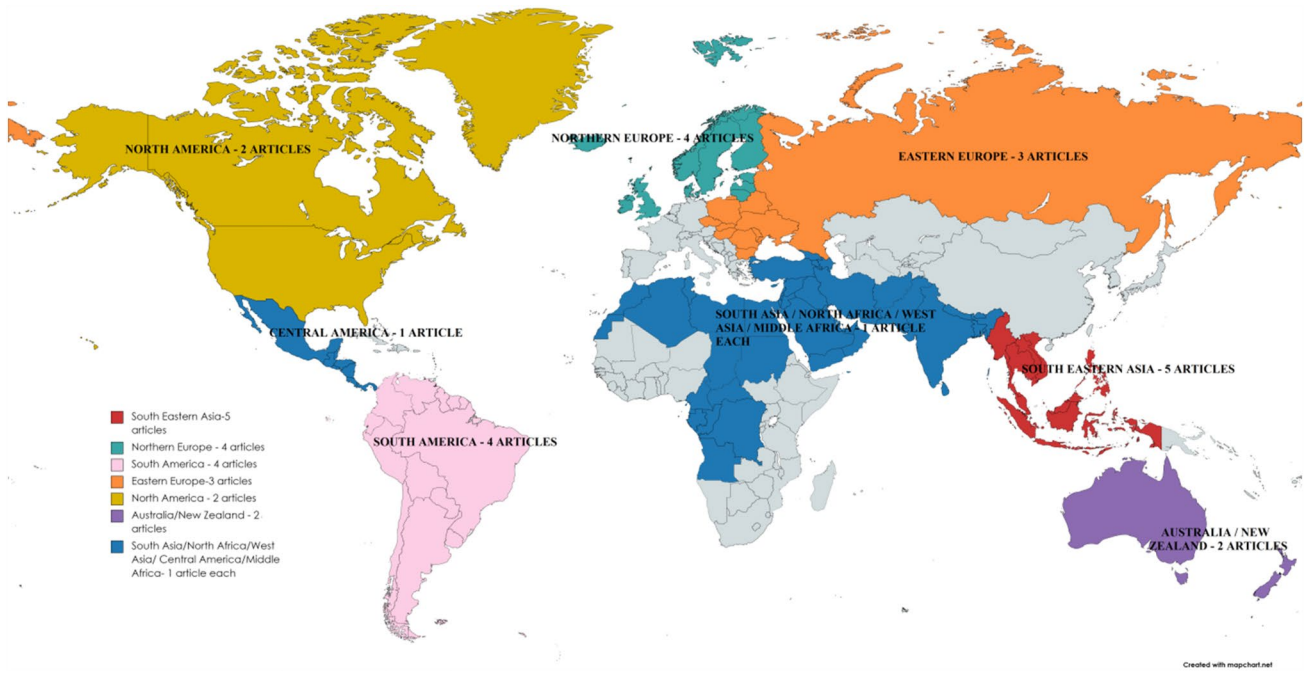 NORTHERN EUROPE - 4 ARTICLES
NORTH AMERICA - 2 ARTICLES
EASTERN EUROPE - 3 ARTICLES
SOUTH ASIA / NORTH AFRICA / WEST
ASIA / MIDDLE AFRICA - 1 ARTICLE
EACH
CENTRAL AMERICA - 1 ARTICLE
SOUTH EASTERN ASIA - 5 ARTICLES
SOUTH AMERICA - 4 ARTICLES
AUSTRALIA / NEW
ZEALAND - 2 ARTICLES
South Eastern Asia-5
articles
Northern Europe - 4 articles
South America - 4 articles
Eastern Europe-3 articles
North America - 2 articles
Australia/New Zealand - 2
articles
South Asia/North Africa/West
Asia/ Central America/Middle
Africa- 1 article each
Created with mapchart.net